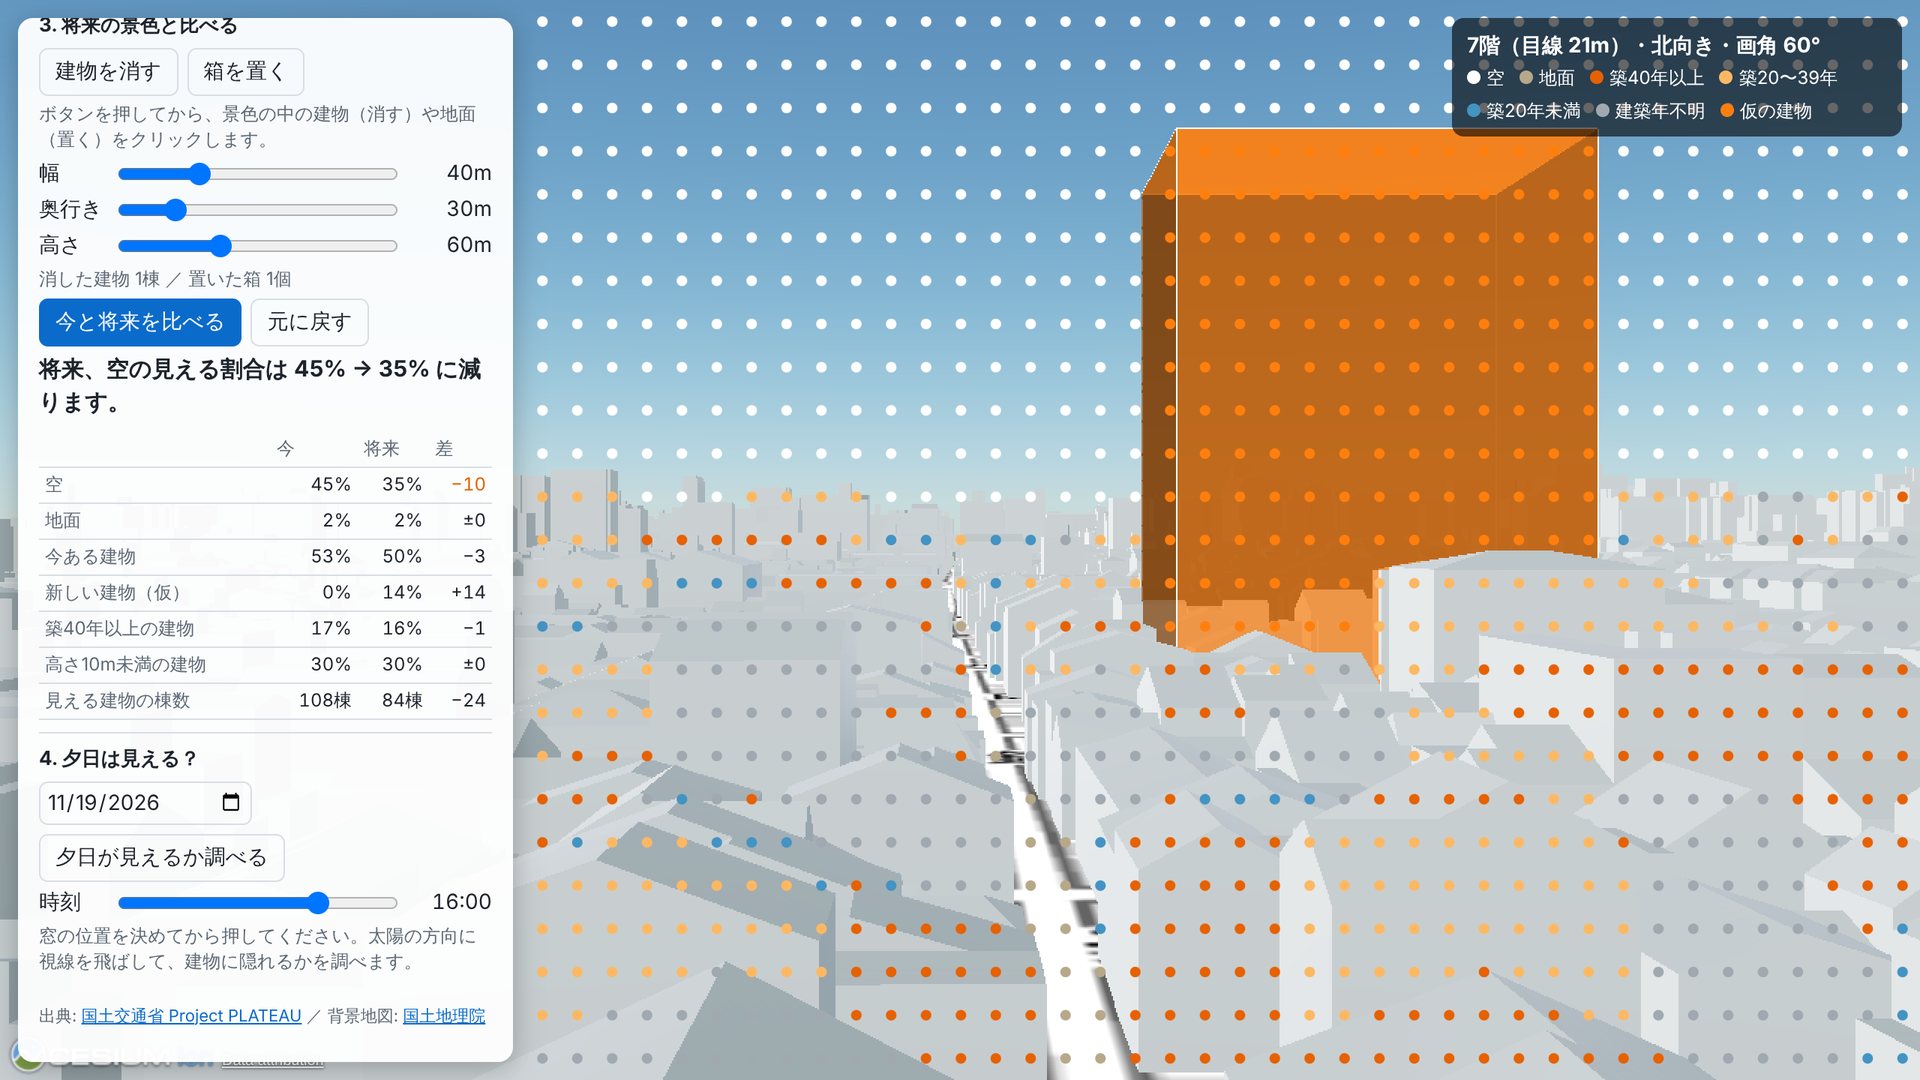 3. 将来の景色と比べる
建物を消す 箱を置く
ボタンを押してから、景色の中の建物（消す）や地面
（置く）をクリックします。
幅 40m
奥行き 30m
高さ 60m
消した建物 1棟 ／ 置いた箱 1個
今と将来を比べる 元に戻す
将来、空の見える割合は 45% → 35% に減
ります。
今 将来 差
空 45% 35% −10
地面 2% 2% ±0
今ある建物 53% 50% −3
新しい建物（仮） 0% 14% +14
築40年以上の建物 17% 16% −1
高さ10m未満の建物 30% 30% ±0
見える建物の棟数 108棟 84棟 −24
4. 夕日は見える？
11/19/2026
夕日が見えるか調べる
時刻 16:00
窓の位置を決めてから押してください。太陽の方向に
視線を飛ばして、建物に隠れるかを調べます。
出典: 国土交通省 Project PLATEAU ／ 背景地図: 国土地理院
CESIUM ion Data attribution
7階（目線 21m）・北向き・画角 60°
空 地面 築40年以上 築20〜39年
築20年未満 建築年不明 仮の建物